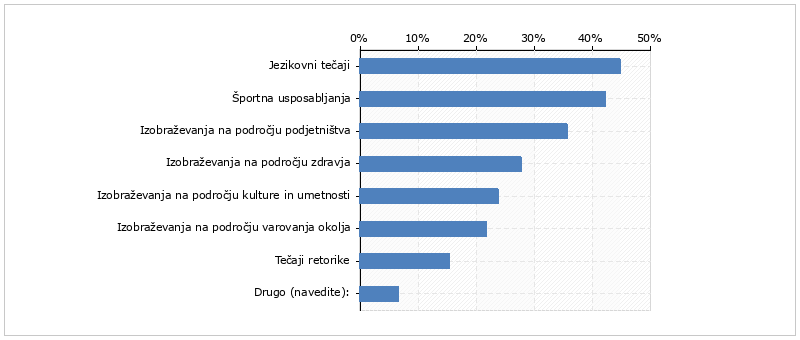 0% 10% 20% 30% 40% 50%
Jezikovni tečaji
Športna usposabljanja
Izobraževanja na področju podjetništva
Izobraževanja na področju zdravja
Izobraževanja na področju kulture in umetnosti
Izobraževanja na področju varovanja okolja
Tečaji retorike
Drugo (navedite):